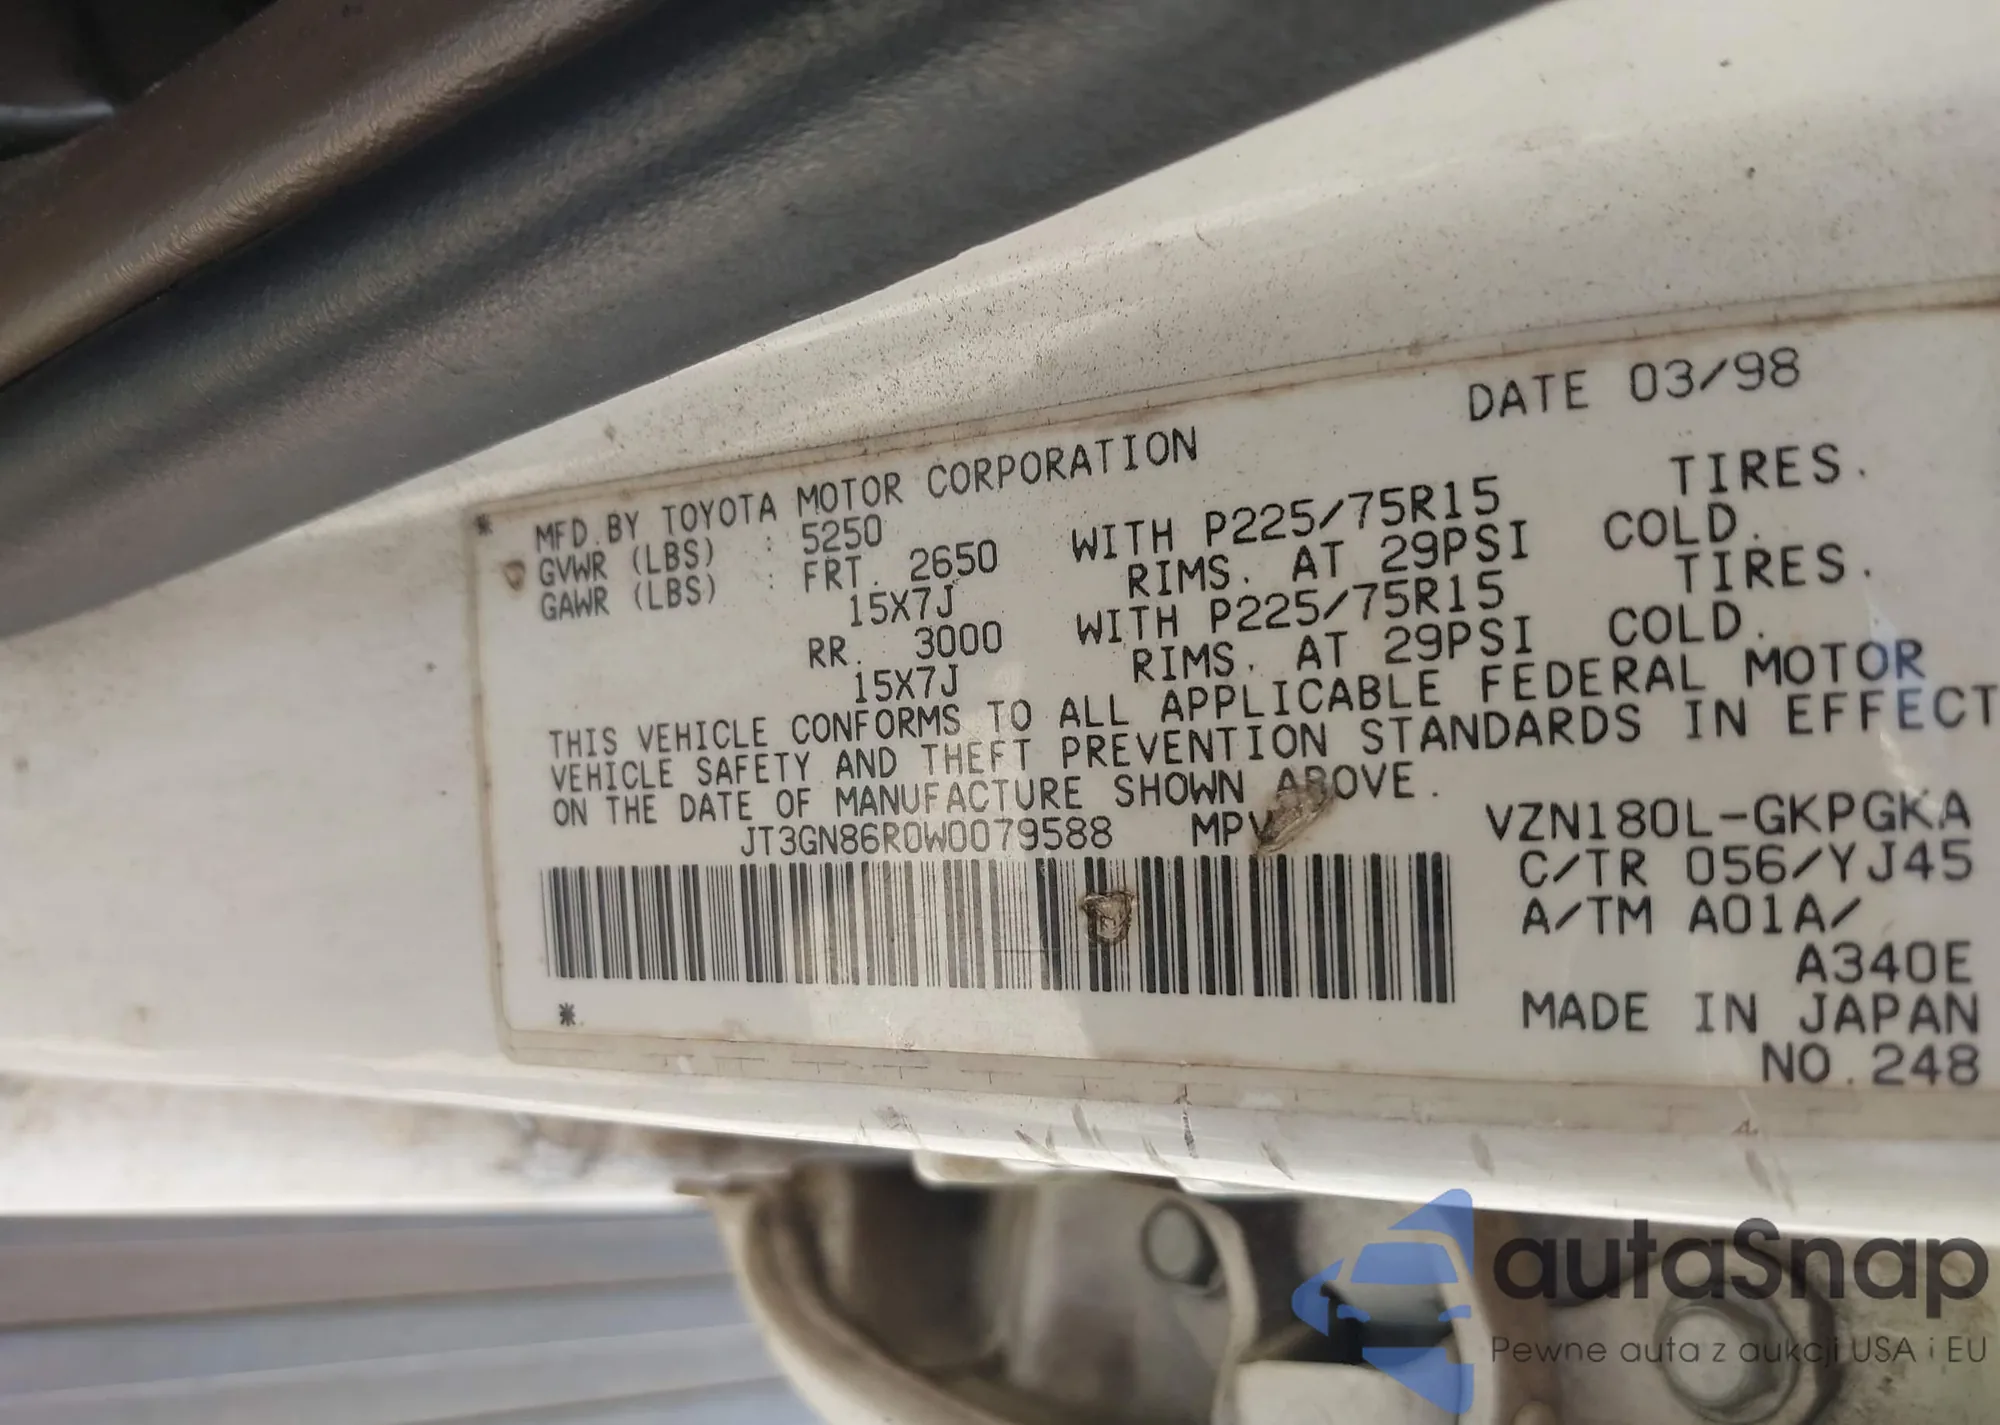 DATE 03/98
* MFD. BY TOYOTA MOTOR CORPORATION
GVWR (LBS) : 5250 WITH P225/75R15 TIRES.
GAWR (LBS) : FRT. 2650 RIMS. AT 29PSI COLD.
15X7J WITH P225/75R15 TIRES.
RR. 3000 RIMS. AT 29PSI COLD.
15X7J
THIS VEHICLE CONFORMS TO ALL APPLICABLE FEDERAL MOTOR
VEHICLE SAFETY AND THEFT PREVENTION STANDARDS IN EFFECT
ON THE DATE OF MANUFACTURE SHOWN ABOVE.
JT3GN86R0W0079588 MPV
VZN180L-GKPGKA
C/TR 056/YJ45
A/TM A01A/
A340E
MADE IN JAPAN
*
NO. 248
autaSnap
Pewne auta z aukcji USA i EU